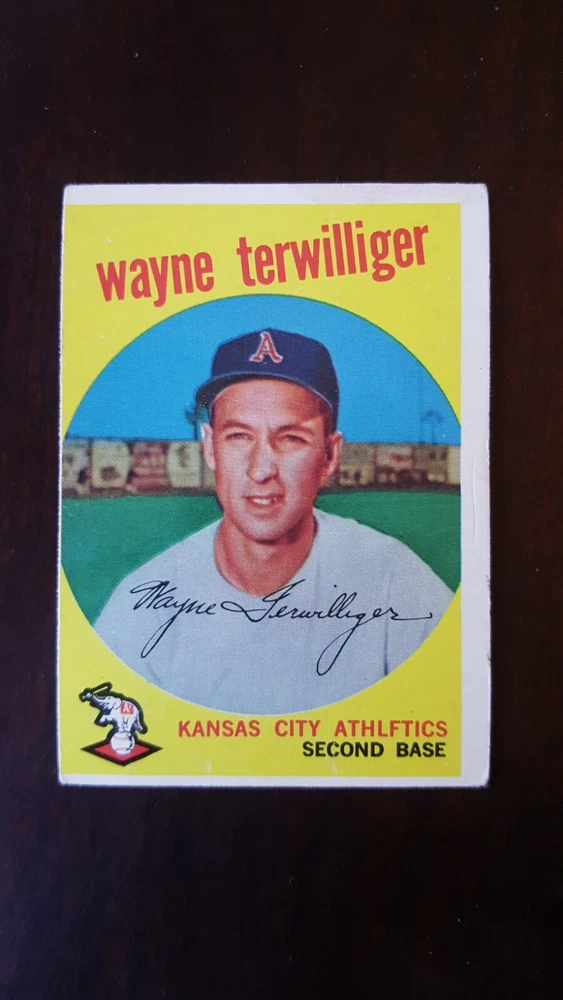 wayne terwilliger
A
Wayne Terwilliger
A
KANSAS CITY ATHLFTICS
SECOND BASE